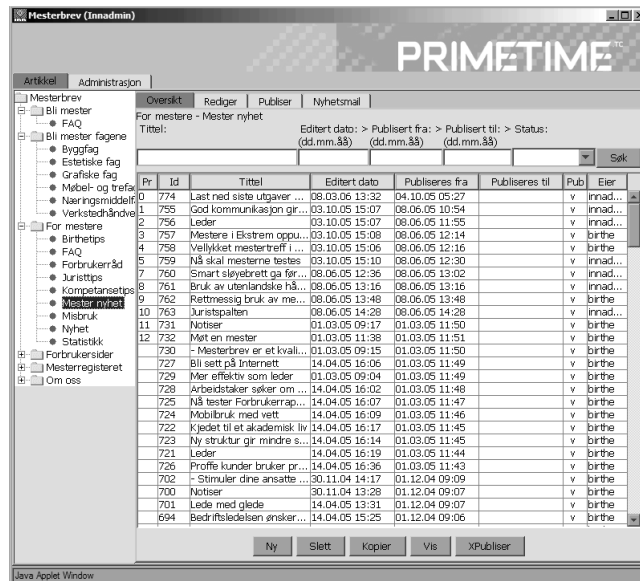 Mesterbrev (Innadmin)
PRIMETIME
Artikkel Administrasjon
Mesterbrev
Bli mester
FAQ
Bli mester fagene
Byggfag
Estetiske fag
Grafiske fag
Møbel- og trefa
Næringsmiddelf
Verkstedhåndve
For mestere
Birthetips
FAQ
Forbrukerråd
Juristtips
Kompetansetips
Mester nyhet
Misbruk
Nyhet
Statistikk
Forbrukersider
Mesterregisteret
Om oss
Oversikt Rediger Publiser Nyhetsmail
For mestere - Mester nyhet
Tittel: Editert dato: > Publisert fra: > Publisert til: > Status:
(dd.mm.åå) (dd.mm.åå) (dd.mm.åå)
Søk
Pr Id Tittel Editert dato Publiseres fra Publiseres til Pub Eier
0 774 Last ned siste utgaver ... 08.03.06 13:32 04.10.05 05:27 v innad...
1 755 God kommunikasjon gir... 03.10.05 15:07 08.06.05 10:54 v innad...
2 756 Leder 03.10.05 15:07 08.06.05 11:55 v innad...
3 757 Mestere i Ekstrem oppu... 03.10.05 15:08 08.06.05 12:14 v birthe
4 758 Vellykket mestertreff i ... 03.10.05 15:06 08.06.05 12:16 v birthe
5 759 Nå skal mesterne testes 03.10.05 15:10 08.06.05 12:30 v innad...
7 760 Smart sløyebrett ga før... 08.06.05 12:36 08.06.05 13:02 v innad...
8 761 Bruk av utenlandske hå... 08.06.05 13:16 08.06.05 13:16 v innad...
9 762 Rettmessig bruk av me... 08.06.05 13:48 08.06.05 13:48 v birthe
10 763 Juristspalten 08.06.05 14:28 08.06.05 14:28 v innad...
11 731 Notiser 01.03.05 09:17 01.03.05 11:50 v birthe
12 732 Møt en mester 01.03.05 11:38 01.03.05 11:51 v birthe
730 - Mesterbrev er et kvali... 01.03.05 09:15 01.03.05 11:50 v birthe
727 Bli sett på Internett 14.04.05 16:06 01.03.05 11:49 v birthe
729 Mer effektiv som leder 01.03.05 09:04 01.03.05 11:49 v birthe
728 Arbeidstaker søker om ... 14.04.05 16:02 01.03.05 11:48 v birthe
725 Nå tester Forbrukerrap... 14.04.05 16:07 01.03.05 11:47 v birthe
724 Mobilbruk med vett 14.04.05 16:09 01.03.05 11:46 v birthe
722 Kjedet til et akademisk liv 14.04.05 16:17 01.03.05 11:45 v birthe
723 Ny struktur gir mindre s... 14.04.05 16:14 01.03.05 11:45 v birthe
721 Leder 14.04.05 16:19 01.03.05 11:44 v birthe
726 Proffe kunder bruker pr... 14.04.05 16:36 01.03.05 11:43 v birthe
702 - Stimuler dine ansatte ... 30.11.04 14:17 01.12.04 09:09 v birthe
700 Notiser 30.11.04 13:28 01.12.04 09:07 v birthe
701 Lede med glede 14.04.05 13:31 01.12.04 09:07 v birthe
694 Bedriftsledelsen ønsker... 14.04.05 15:25 01.12.04 09:06 v birthe
Ny Slett Kopier Vis XPubliser
Java Applet Window